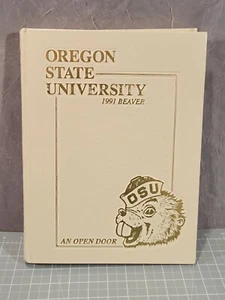 OREGON
STATE
UNIVERSITY
1991 BEAVER
OSU
AN OPEN DOOR